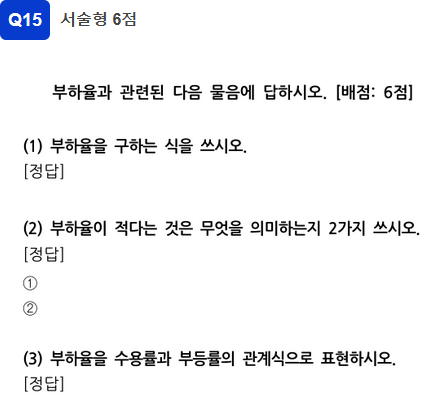 Q15 서술형 6점
부하율과 관련된 다음 물음에 답하시오. [배점: 6점]
(1) 부하율을 구하는 식을 쓰시오.
[정답]
(2) 부하율이 적다는 것은 무엇을 의미하는지 2가지 쓰시오.
[정답]
①
②
(3) 부하율을 수용률과 부등률의 관계식으로 표현하시오.
[정답]